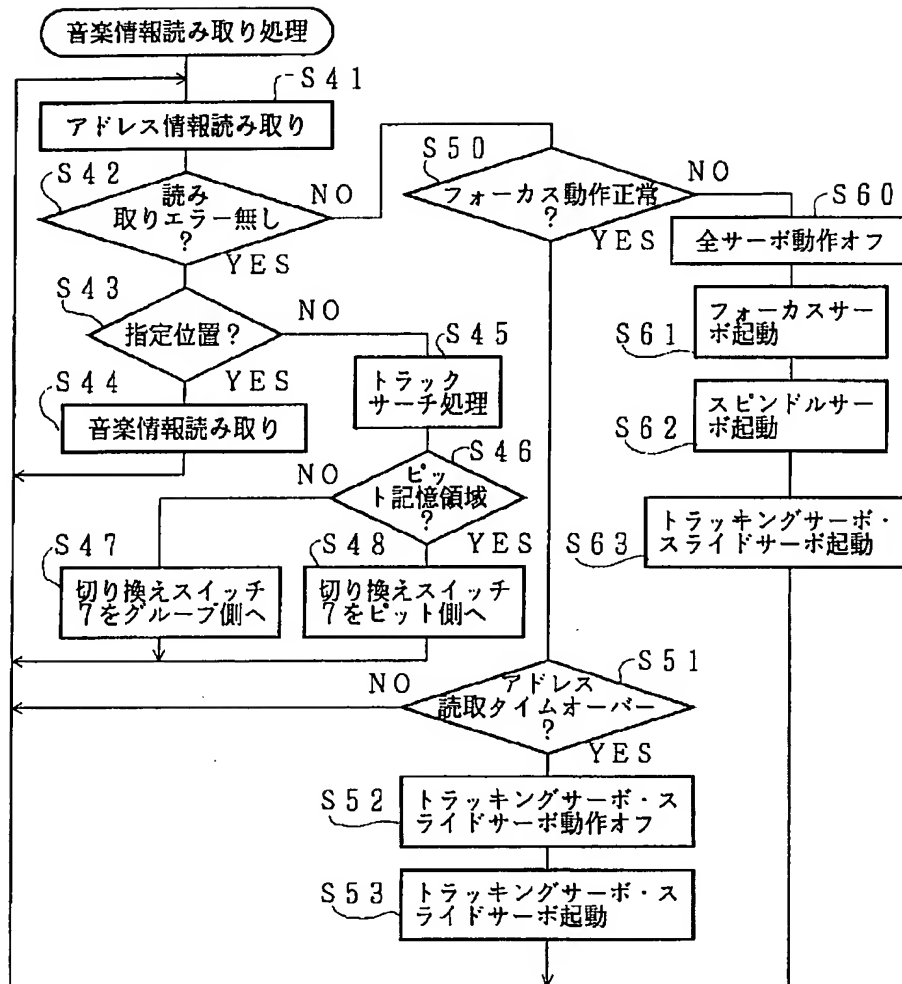 音楽情報読み取り処理
S41
アドレス情報読み取り
S42
読み
取りエラー無し
?
NO
YES
S43
指定位置?
NO
YES
S44
音楽情報読み取り
S45
トラック
サーチ処理
S46
ピッ
ト記憶領域
?
NO
YES
S47
切り換えスイッチ
7をグルーブ側へ
S48
切り換えスイッチ
7をピット側へ
S50
フォーカス動作正常
?
NO
YES
S60
全サーボ動作オフ
S61
フォーカスサー
ボ起動
S62
スピンドルサー
ボ起動
S63
トラッキングサーボ・
スライドサーボ起動
S51
アドレス
読取タイムオーバー
?
NO
YES
S52
トラッキングサーボ・ス
ライドサーボ動作オフ
S53
トラッキングサーボ・ス
ライドサーボ起動